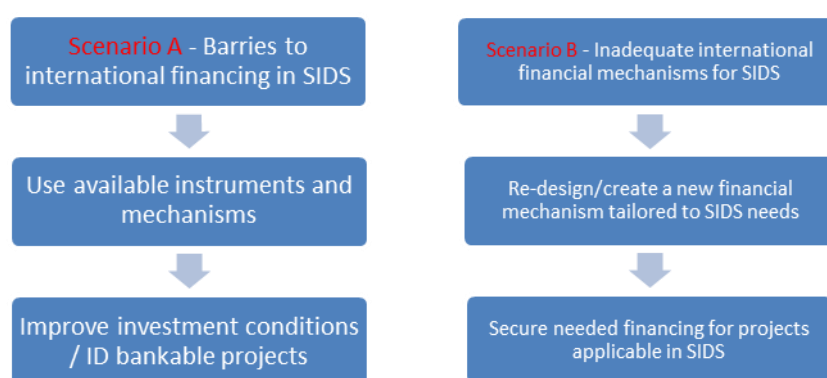 Scenario A - Barries to
international financing in SIDS
Use available instruments and
mechanisms
Improve investment conditions
/ ID bankable projects
Scenario B - Inadequate international
financial mechanisms for SIDS
Re-design/create a new financial
mechanism tailored to SIDS needs
Secure needed financing for projects
applicable in SIDS